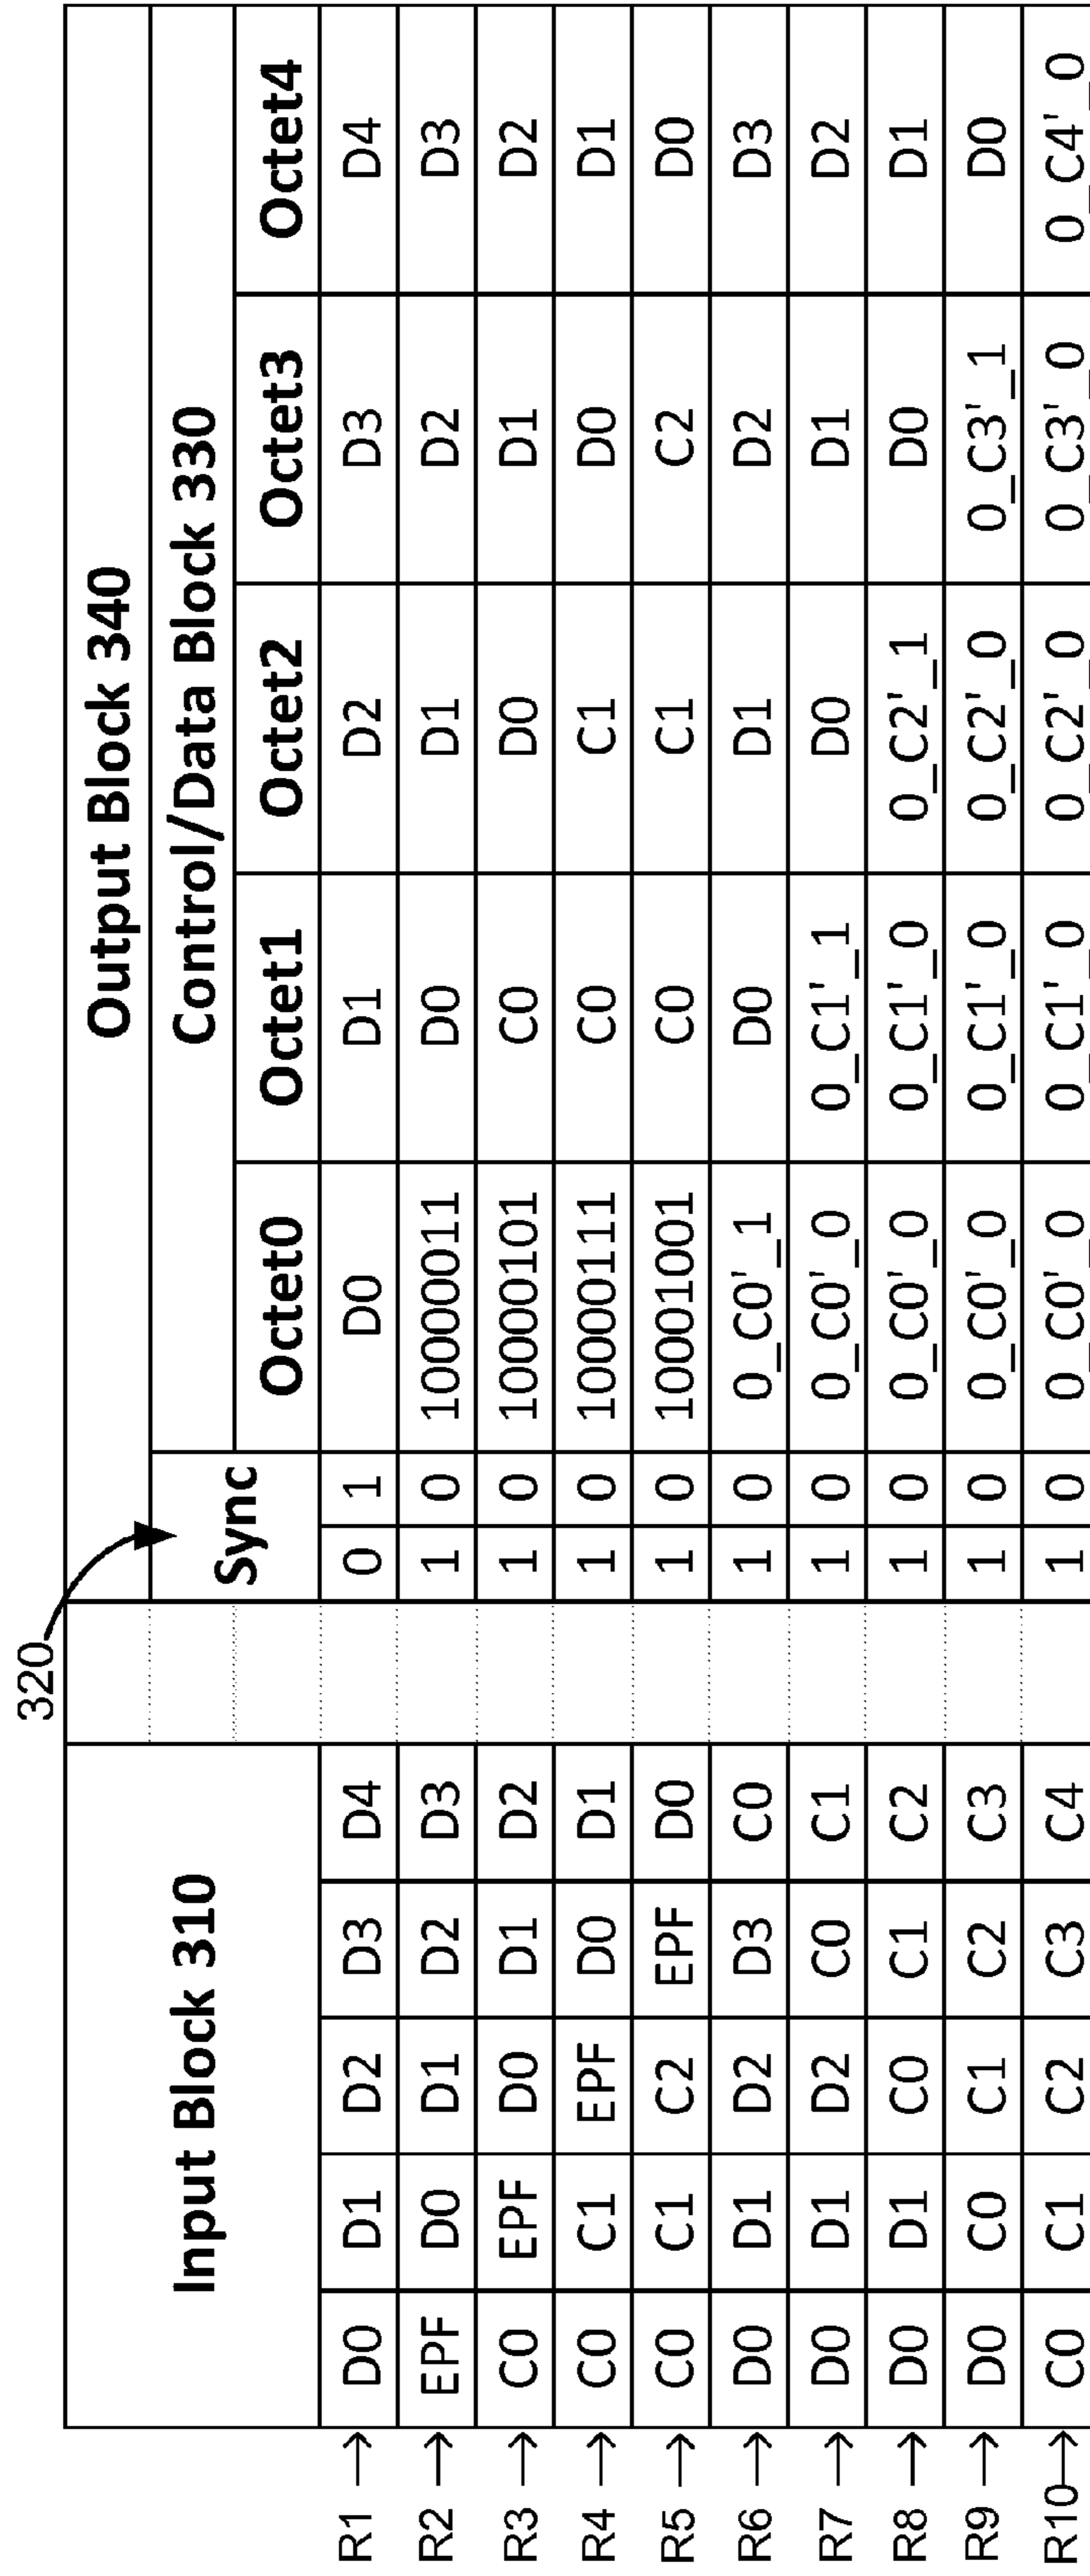 320
Input Block 310 Output Block 340
Sync Control/Data Block 330
Octet0 Octet1 Octet2 Octet3 Octet4
R1 → D0 D1 D2 D3 D4 0 1 D0 D1 D2 D3 D4
R2 → EPF D0 D1 D2 D3 1 0 10000011 D0 D1 D2 D3
R3 → C0 EPF D0 D1 D2 1 0 10000101 C0 D0 D1 D2
R4 → C0 C1 EPF D0 D1 1 0 10000111 C0 C1 D0 D1
R5 → C0 C1 C2 EPF D0 1 0 10001001 C0 C1 C2 D0
R6 → D0 D1 D2 D3 C0 1 0 0_C0'_1 D0 D1 D2 D3
R7 → D0 D1 D2 C0 C1 1 0 0_C0'_0 0_C1'_1 D0 D1 D2
R8 → D0 D1 C0 C1 C2 1 0 0_C0'_0 0_C1'_0 0_C2'_1 D0 D1
R9 → D0 C0 C1 C2 C3 1 0 0_C0'_0 0_C1'_0 0_C2'_0 0_C3'_1 D0
R10→ C0 C1 C2 C3 C4 1 0 0_C0'_0 0_C1'_0 0_C2'_0 0_C3'_0 0_C4'_0